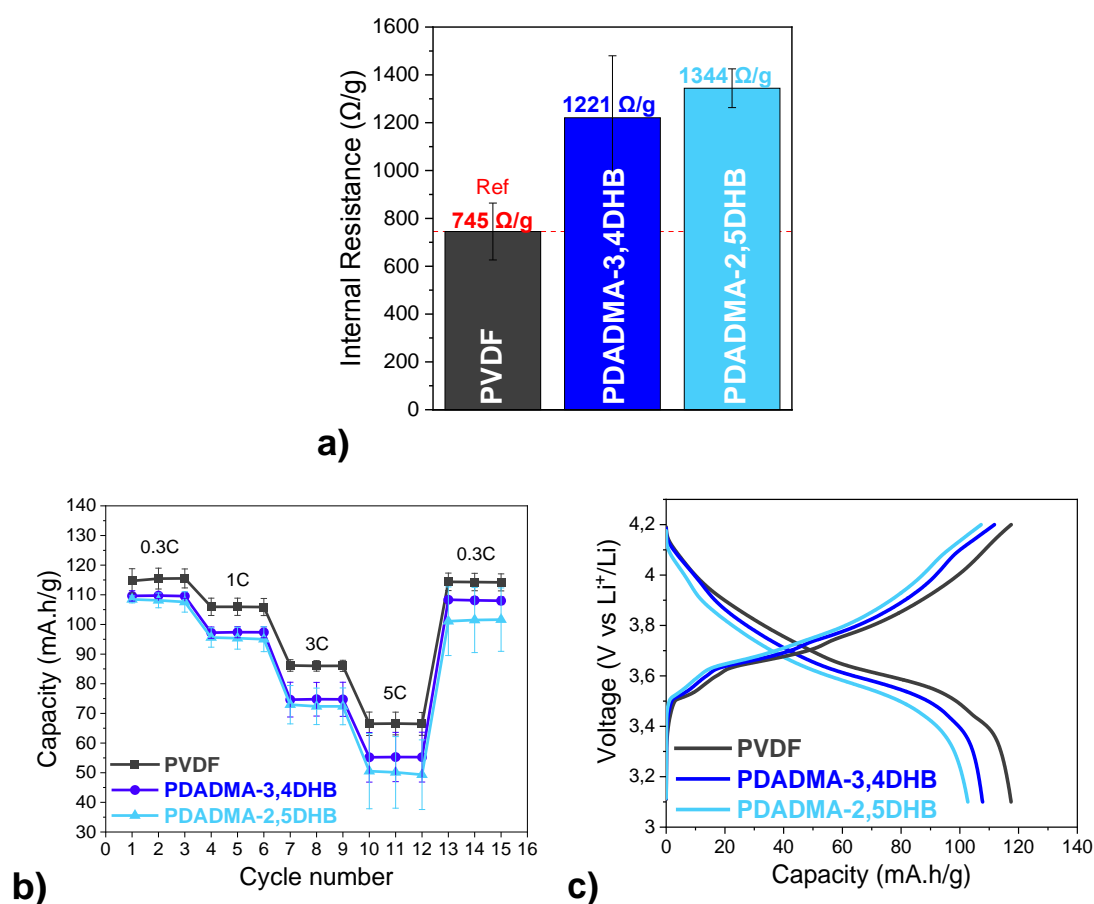 1600
1400
1200
1000
800
600
400
200
0
Internal Resistance (Ω/g)
Ref
745 Ω/g
1221 Ω/g
1344 Ω/g
PVDF
PDADMA-3,4DHB
PDADMA-2,5DHB
a)
140
130
120
110
100
90
80
70
60
50
40
30
Capacity (mA.h/g)
0.3C
1C
3C
5C
0.3C
PVDF
PDADMA-3,4DHB
PDADMA-2,5DHB
0 1 2 3 4 5 6 7 8 9 10 11 12 13 14 15 16
Cycle number
b)
4,2
4
3,8
3,6
3,4
3,2
3
Voltage (V vs Li⁺/Li)
PVDF
PDADMA-3,4DHB
PDADMA-2,5DHB
0 20 40 60 80 100 120 140
Capacity (mA.h/g)
c)